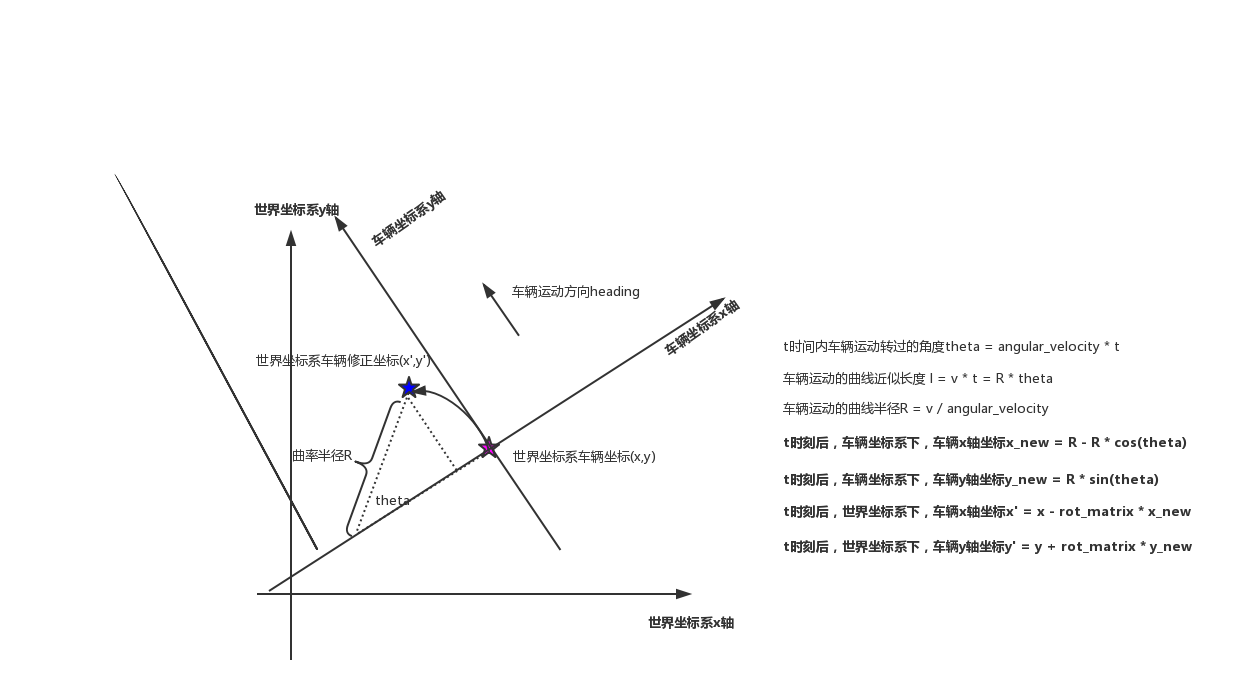 世界坐标系y轴
车辆坐标系y轴
车辆运动方向heading
车辆坐标系x轴
世界坐标系车辆修正坐标(x',y')
曲率半径R
世界坐标系车辆坐标(x,y)
theta
世界坐标系x轴
t时间内车辆运动转过的角度theta = angular_velocity * t
车辆运动的曲线近似长度 l = v * t = R * theta
车辆运动的曲线半径R = v / angular_velocity
t时刻后，车辆坐标系下，车辆x轴坐标x_new = R - R * cos(theta)
t时刻后，车辆坐标系下，车辆y轴坐标y_new = R * sin(theta)
t时刻后，世界坐标系下，车辆x轴坐标x' = x - rot_matrix * x_new
t时刻后，世界坐标系下，车辆y轴坐标y' = y + rot_matrix * y_new